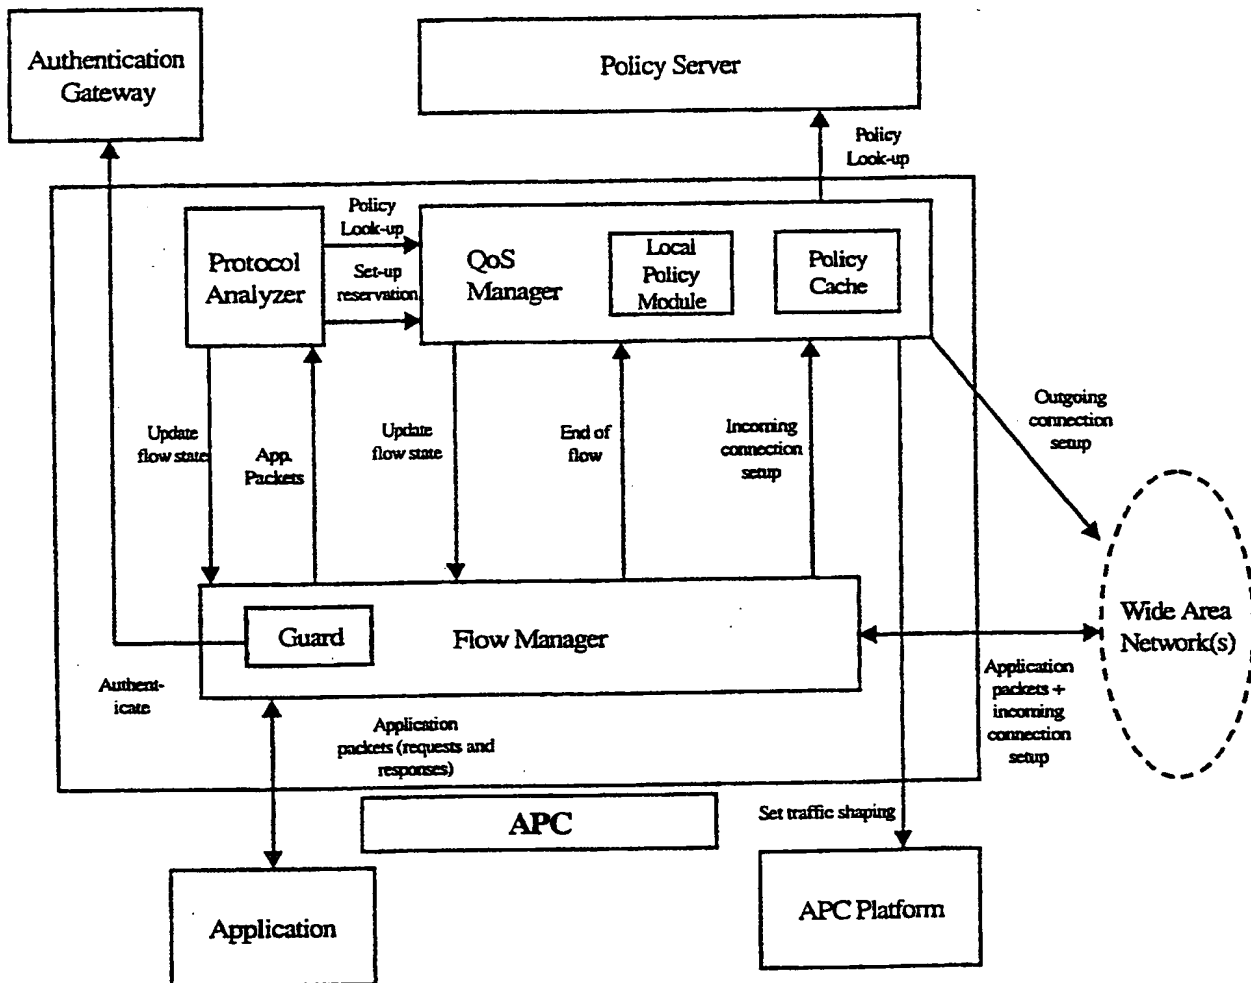 Authentication
Gateway
Policy Server
Policy
Look-up
Policy
Look-up
Protocol
Analyzer
Set-up
reservation
QoS
Manager
Local
Policy
Module
Policy
Cache
Update
flow state
App.
Packets
Update
flow state
End of
flow
Incoming
connection
setup
Outgoing
connection
setup
Guard
Flow Manager
Wide Area
Network(s)
Authent-
icate
Application
packets (requests and
responses)
Application
packets +
incoming
connection
setup
APC
Set traffic shaping
Application
APC Platform